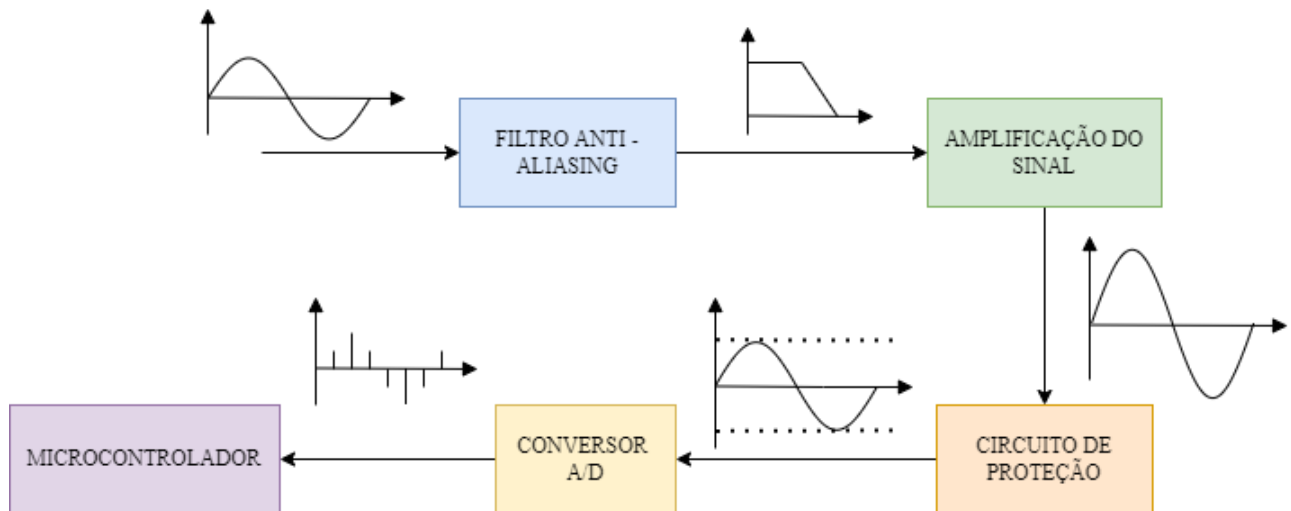 FILTRO ANTI -
ALIASING
AMPLIFICAÇÃO DO
SINAL
MICROCONTROLADOR
CONVERSOR
A/D
CIRCUITO DE
PROTEÇÃO